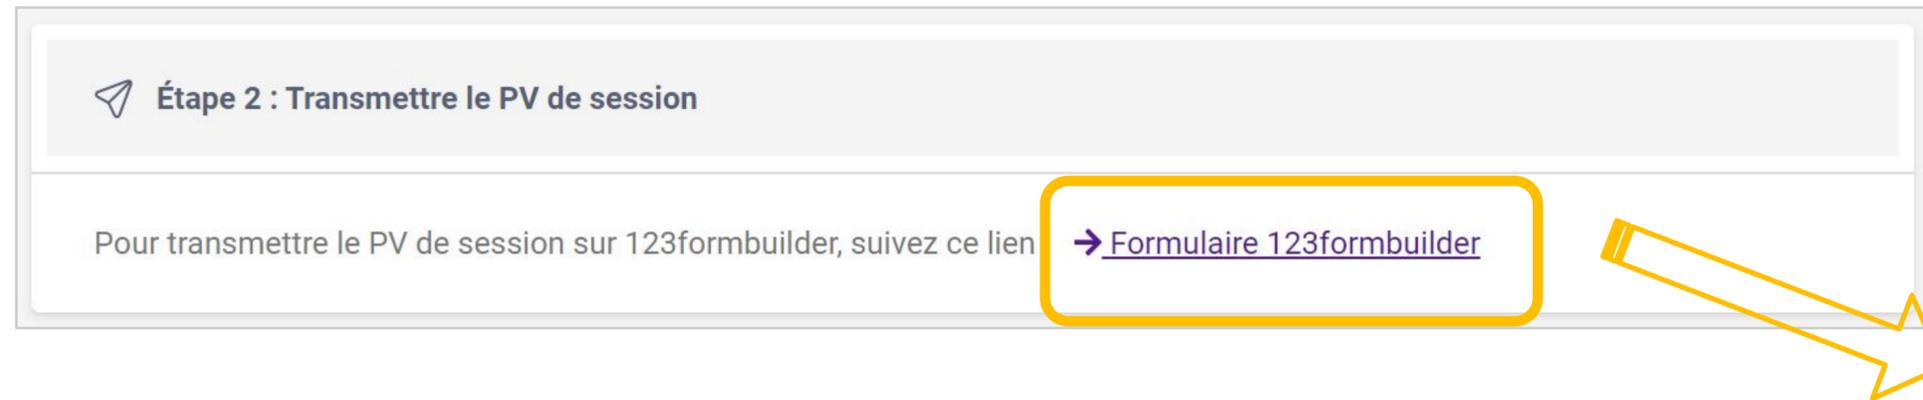 Étape 2 : Transmettre le PV de session
Pour transmettre le PV de session sur 123formbuilder, suivez ce lien → Formulaire 123formbuilder